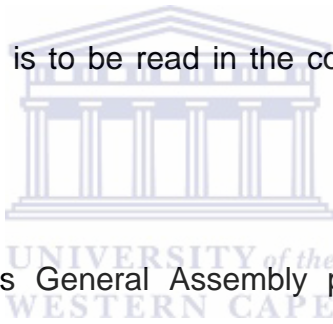 is to be read in the co
UNIVERSITY of the
s General Assembly p
WESTERN CAPE